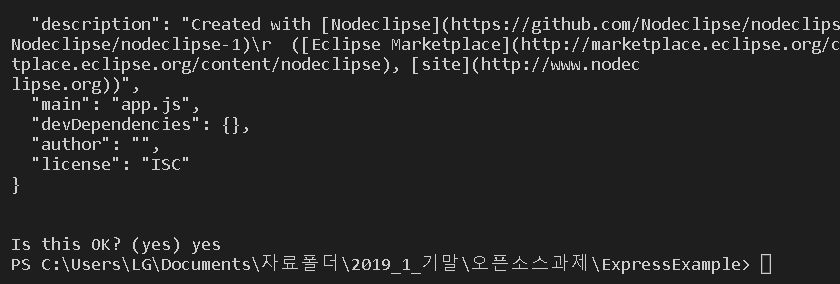 "description": "Created with [Nodeclipse](https://github.com/Nodeclipse/nodeclips
Nodeclipse/nodeclipse-1)\r  ([Eclipse Marketplace](http://marketplace.eclipse.org/c
tplace.eclipse.org/content/nodeclipse), [site](http://www.nodec
lipse.org))",
"main": "app.js",
"devDependencies": {},
"author": "",
"license": "ISC"
}
Is this OK? (yes) yes
PS C:\Users\LG\Documents\자료폴더\2019_1_기말\오픈소스과제\ExpressExample>